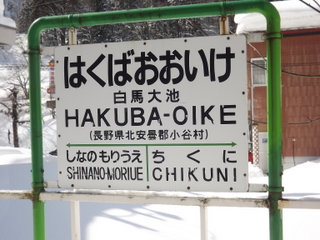 はくばおおいけ
白馬大池
HAKUBA-OIKE
(長野県北安曇郡小谷村)
しなのもりうえ ちくに
SHINANO-MORIUE CHIKUNI